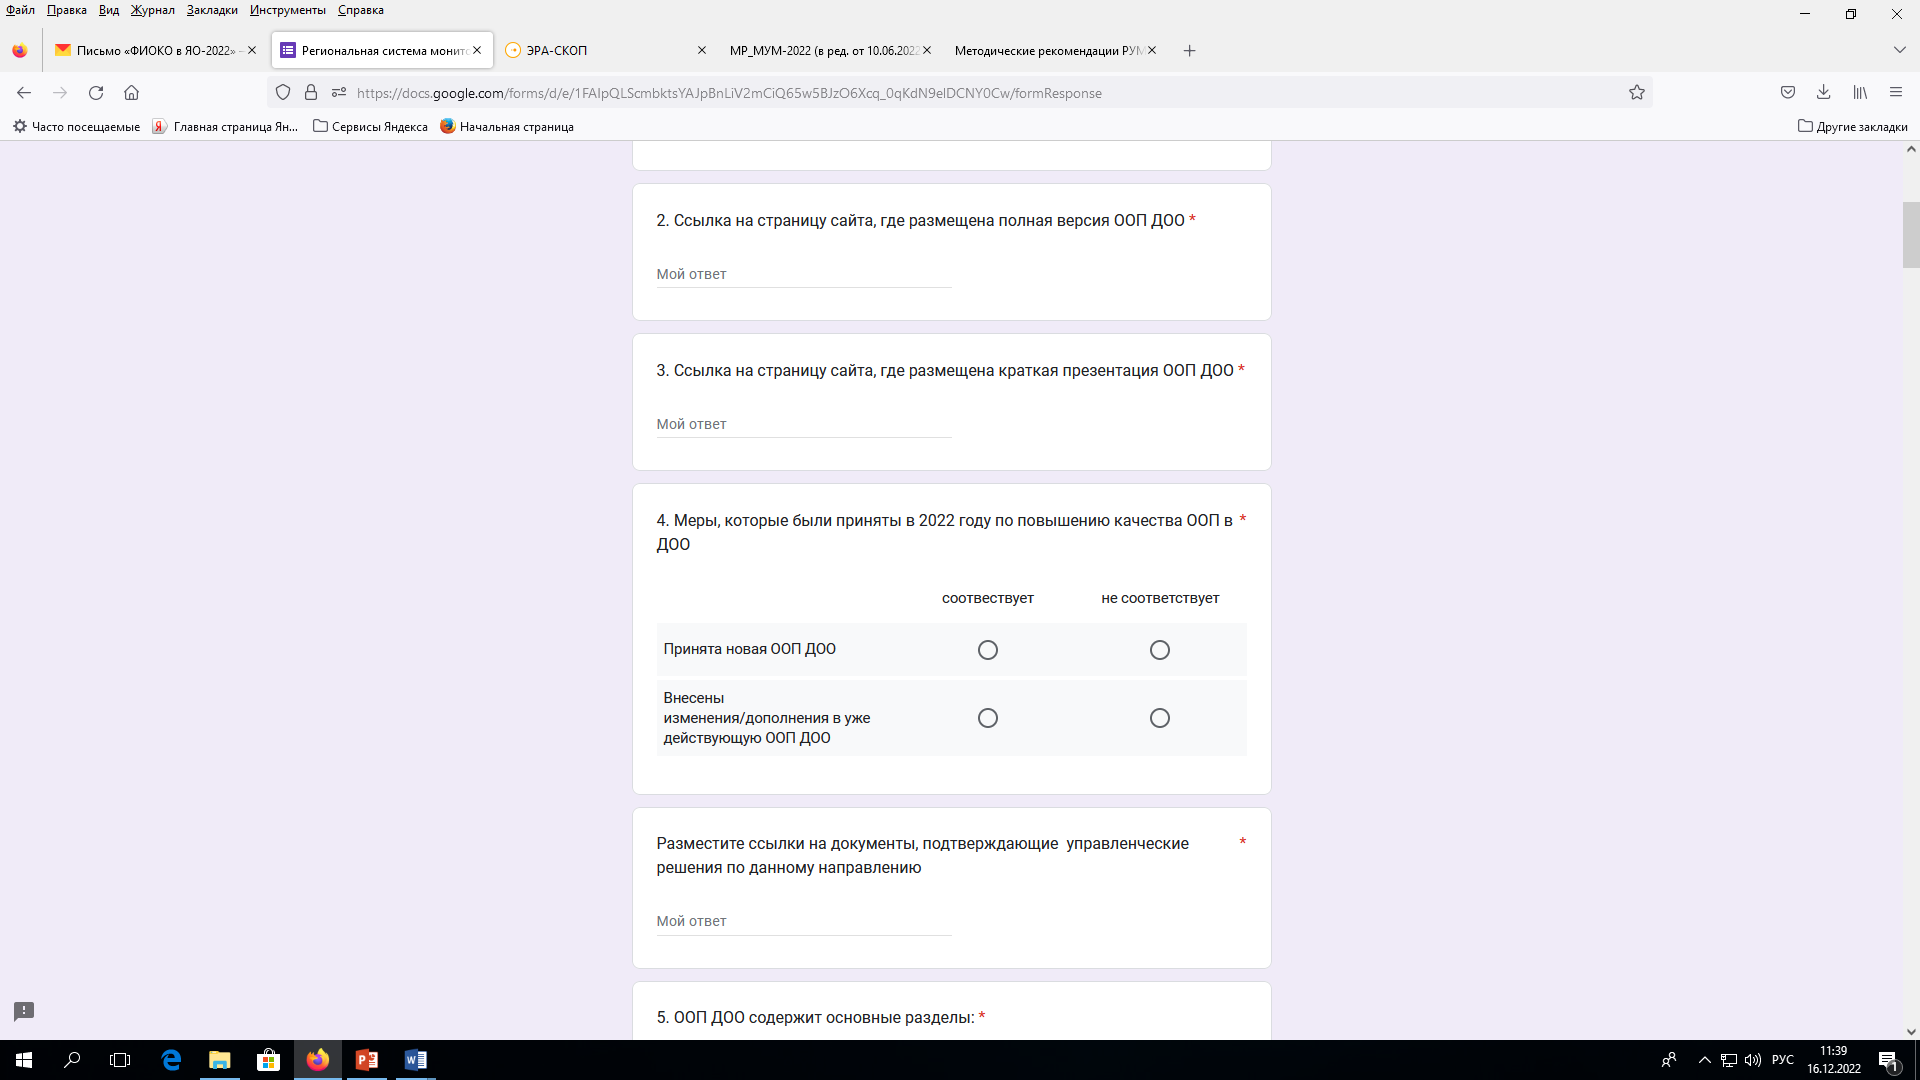 Файл Правка Вид Журнал Закладки Инструменты Справка
Письмо «ФИОКО в ЯО-2022» –
Региональная система монито
ЭРА-СКОП
МР_МУМ-2022 (в ред. от 10.06.2022
Методические рекомендации РУМ
https://docs.google.com/forms/d/e/1FAIpQLScmbktsYAJpBnLiV2mCiQ65w5BJzO6Xcq_0qKdN9elDCNY0Cw/formResponse
Часто посещаемые
Главная страница Ян...
Сервисы Яндекса
Начальная страница
Другие закладки
2. Ссылка на страницу сайта, где размещена полная версия ООП ДОО *
Мой ответ
3. Ссылка на страницу сайта, где размещена краткая презентация ООП ДОО *
Мой ответ
4. Меры, которые были приняты в 2022 году по повышению качества ООП в *
ДОО
соотвествует не соответствует
Принята новая ООП ДОО
Внесены
изменения/дополнения в уже
действующую ООП ДОО
Разместите ссылки на документы, подтверждающие управленческие *
решения по данному направлению
Мой ответ
5. ООП ДОО содержит основные разделы: *
РУС
11:39
16.12.2022
1